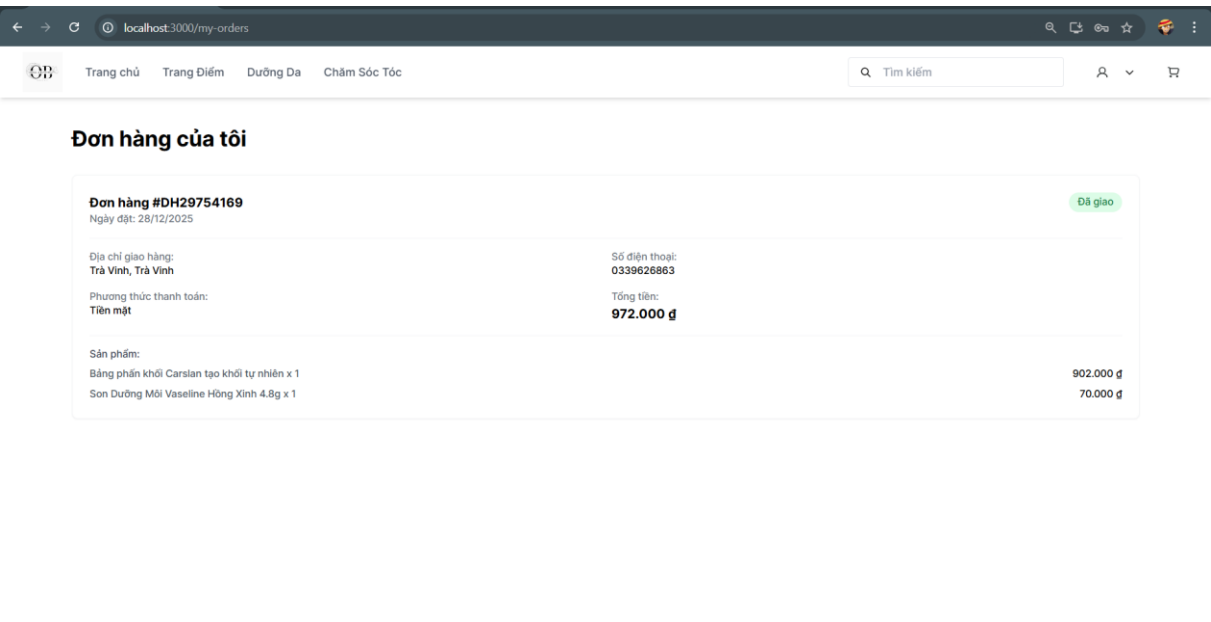 localhost:3000/my-orders
OB Trang chủ Trang Điểm Dưỡng Da Chăm Sóc Tóc Tìm kiếm
Đơn hàng của tôi
Đơn hàng #DH29754169 Đã giao
Ngày đặt: 28/12/2025
Địa chỉ giao hàng: Số điện thoại:
Trà Vinh, Trà Vinh 0339626863
Phương thức thanh toán: Tổng tiền:
Tiền mặt 972.000 ₫
Sản phẩm:
Bảng phấn khối Carslan tạo khối tự nhiên x 1 902.000 ₫
Son Dưỡng Môi Vaseline Hồng Xinh 4.8g x 1 70.000 ₫